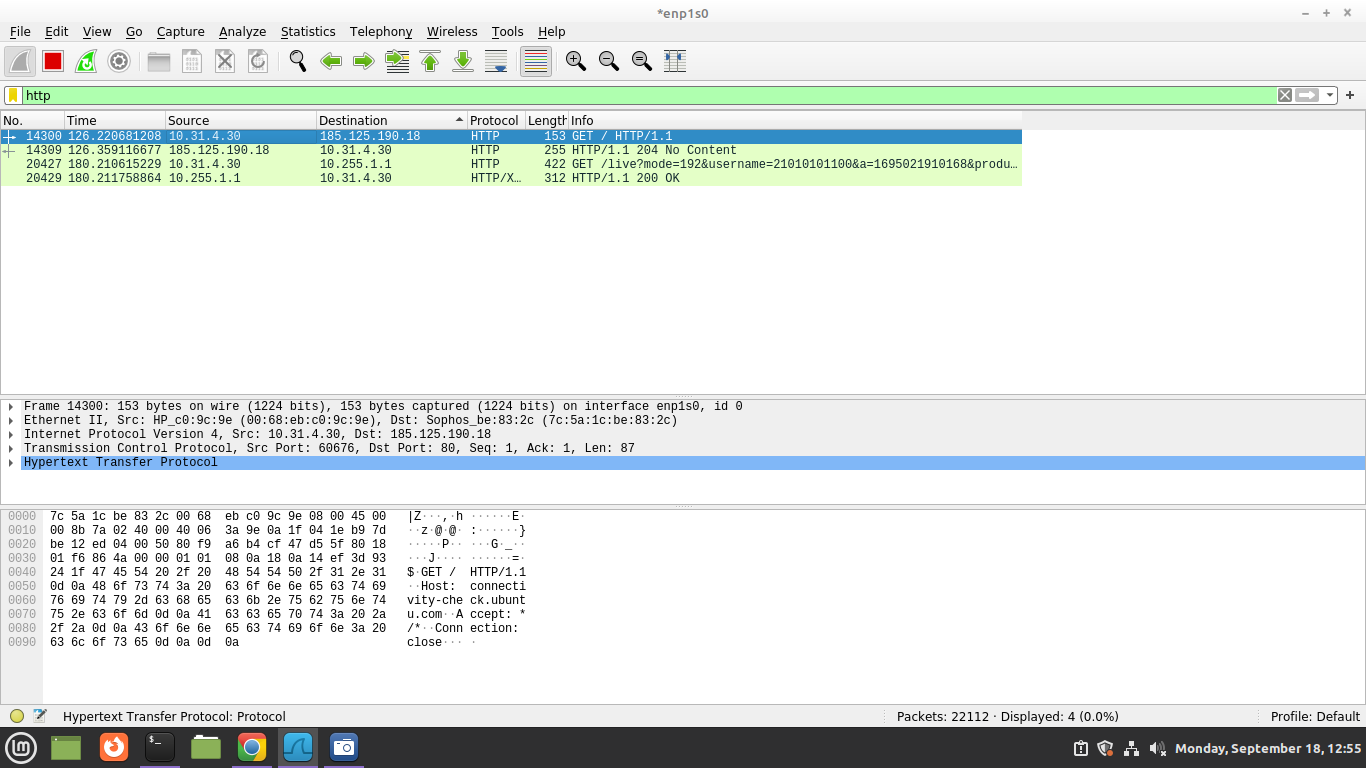 *enp1s0
File Edit View Go Capture Analyze Statistics Telephony Wireless Tools Help
http
No. Time Source Destination Protocol Length Info
14300 126.220681208 10.31.4.30 185.125.190.18 HTTP 153 GET / HTTP/1.1
14309 126.359116677 185.125.190.18 10.31.4.30 HTTP 255 HTTP/1.1 204 No Content
20427 180.210615229 10.31.4.30 10.255.1.1 HTTP 422 GET /live?mode=192&username=21010101100&a=1695021910168&produ…
20429 180.211758864 10.255.1.1 10.31.4.30 HTTP/X… 312 HTTP/1.1 200 OK
Frame 14300: 153 bytes on wire (1224 bits), 153 bytes captured (1224 bits) on interface enp1s0, id 0
Ethernet II, Src: HP_c0:9c:9e (00:68:eb:c0:9c:9e), Dst: Sophos_be:83:2c (7c:5a:1c:be:83:2c)
Internet Protocol Version 4, Src: 10.31.4.30, Dst: 185.125.190.18
Transmission Control Protocol, Src Port: 60676, Dst Port: 80, Seq: 1, Ack: 1, Len: 87
Hypertext Transfer Protocol
0000 7c 5a 1c be 83 2c 00 68 eb c0 9c 9e 08 00 45 00 |Z···,·h ······E·
0010 00 8b 7a 02 40 00 40 06 3a 9e 0a 1f 04 1e b9 7d ··z·@·@· :······}
0020 be 12 ed 04 00 50 80 f9 a6 b4 cf 47 d5 5f 80 18 ·····P·· ···G·_··
0030 01 f6 86 4a 00 00 01 01 08 0a 18 0a 14 ef 3d 93 ···J···· ······=·
0040 24 1f 47 45 54 20 2f 20 48 54 54 50 2f 31 2e 31 $·GET / HTTP/1.1
0050 0d 0a 48 6f 73 74 3a 20 63 6f 6e 6e 65 63 74 69 ··Host: connecti
0060 76 69 74 79 2d 63 68 65 63 6b 2e 75 62 75 6e 74 vity-che ck.ubunt
0070 75 2e 63 6f 6d 0d 0a 41 63 63 65 70 74 3a 20 2a u.com··A ccept: *
0080 2f 2a 0d 0a 43 6f 6e 6e 65 63 74 69 6f 6e 3a 20 /*··Conn ection:
0090 63 6c 6f 73 65 0d 0a 0d 0a close··· ·
Hypertext Transfer Protocol: Protocol Packets: 22112 · Displayed: 4 (0.0%) Profile: Default
Monday, September 18, 12:55